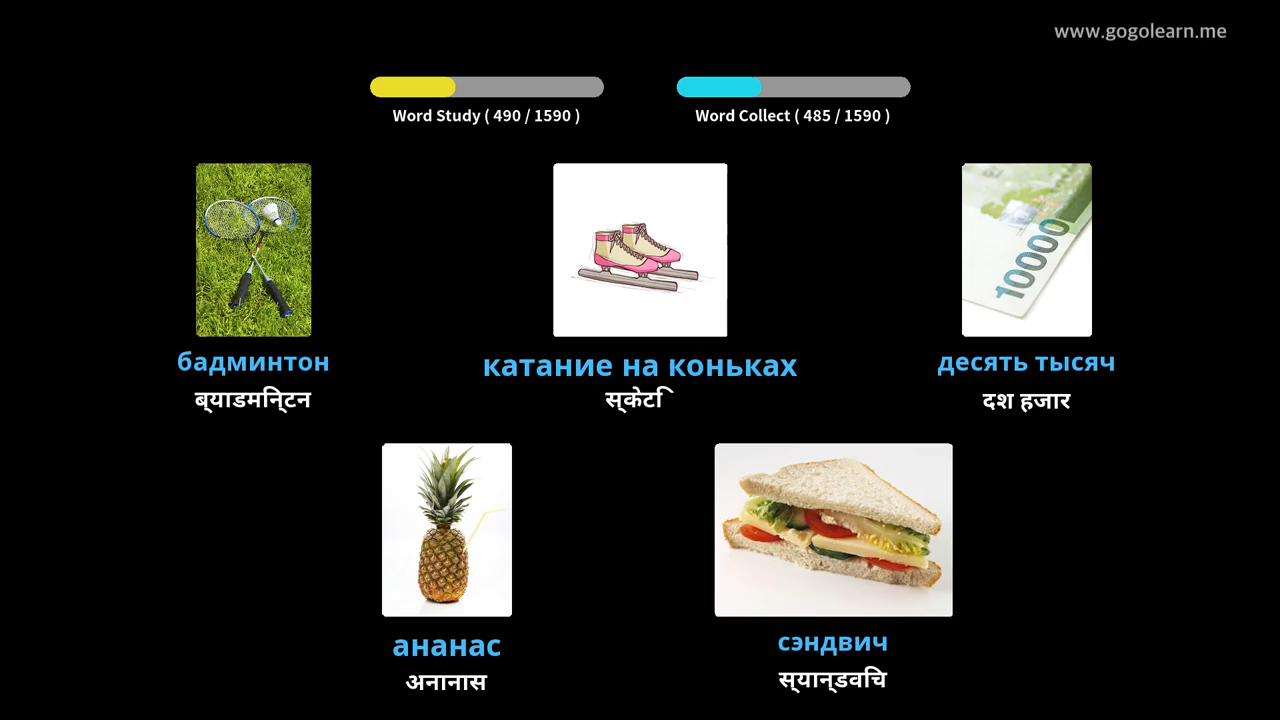 www.gogolearn.me
Word Study ( 490 / 1590 )
Word Collect ( 485 / 1590 )
бадминтон
катание на коньках
десять тысяч
ब्याडमिन्टिन
स्केटिं
दश हजार
10000
ананас
сэндвич
अनानास
स्यान्डविच